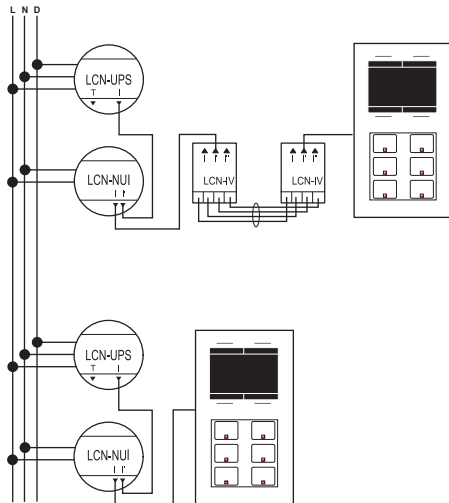 L N D
LCN-UPS
T I
LCN-NUI
I I'
I I I'
LCN-IV
I I I'
LCN-IV
LCN-UPS
T I
LCN-NUI
I I'